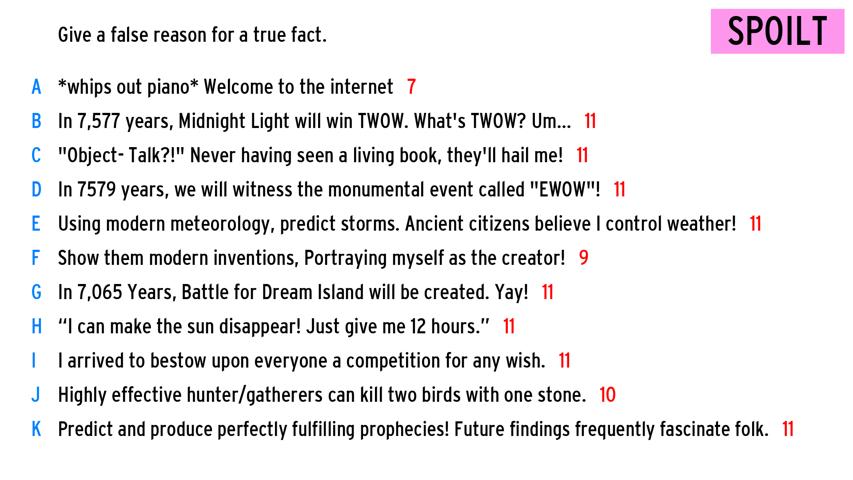 Give a false reason for a true fact.
SPOILT
A *whips out piano* Welcome to the internet 7
B In 7,577 years, Midnight Light will win TWOW. What's TWOW? Um... 11
C "Object- Talk?!" Never having seen a living book, they'll hail me! 11
D In 7579 years, we will witness the monumental event called "EWOW"! 11
E Using modern meteorology, predict storms. Ancient citizens believe I control weather! 11
F Show them modern inventions, Portraying myself as the creator! 9
G In 7,065 Years, Battle for Dream Island will be created. Yay! 11
H “I can make the sun disappear! Just give me 12 hours.” 11
I I arrived to bestow upon everyone a competition for any wish. 11
J Highly effective hunter/gatherers can kill two birds with one stone. 10
K Predict and produce perfectly fulfilling prophecies! Future findings frequently fascinate folk. 11